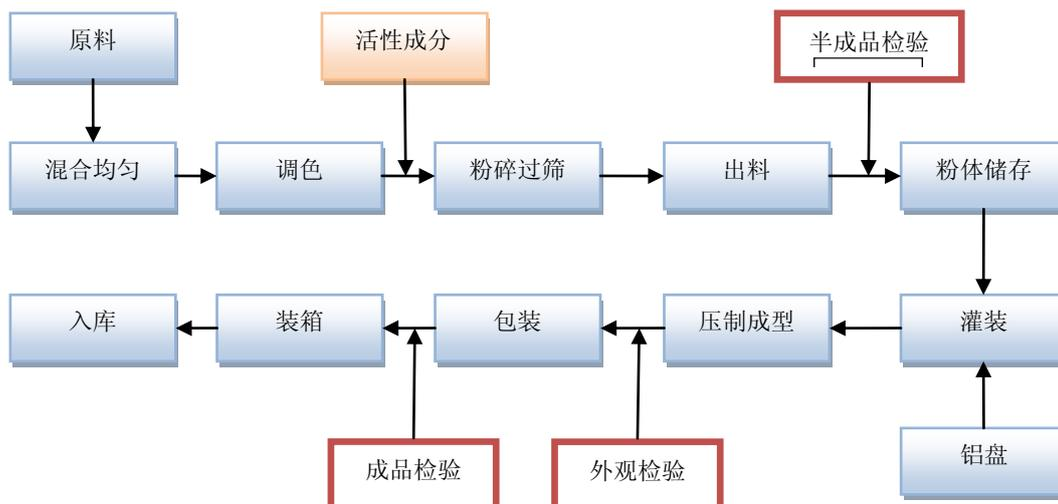 原料
活性成分
半成品检验
混合均匀
调色
粉碎过筛
出料
粉体储存
入库
装箱
包装
压制成型
灌装
成品检验
外观检验
铝盘